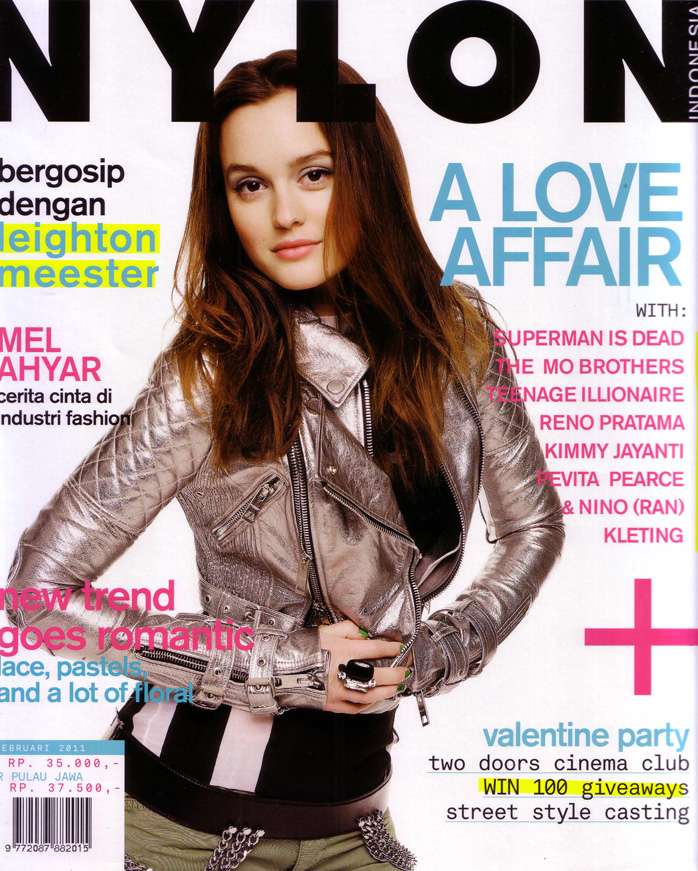 NYLON
INDONESIA
bergosip
dengan
leighton
meester
MEL
AHYAR
cerita cinta di
industri fashion
A LOVE
AFFAIR
WITH:
SUPERMAN IS DEAD
THE MO BROTHERS
TEENAGE ILLIONAIRE
RENO PRATAMA
KIMMY JAYANTI
PEVITA PEARCE
& NINO (RAN)
KLETING
new trend
goes romantic
lace, pastels,
and a lot of floral
+
valentine party
two doors cinema club
WIN 100 giveaways
street style casting
EBRUARI 2011
RP. 35.000,-
R PULAU JAWA
RP. 37.500,-
9 772087 882015